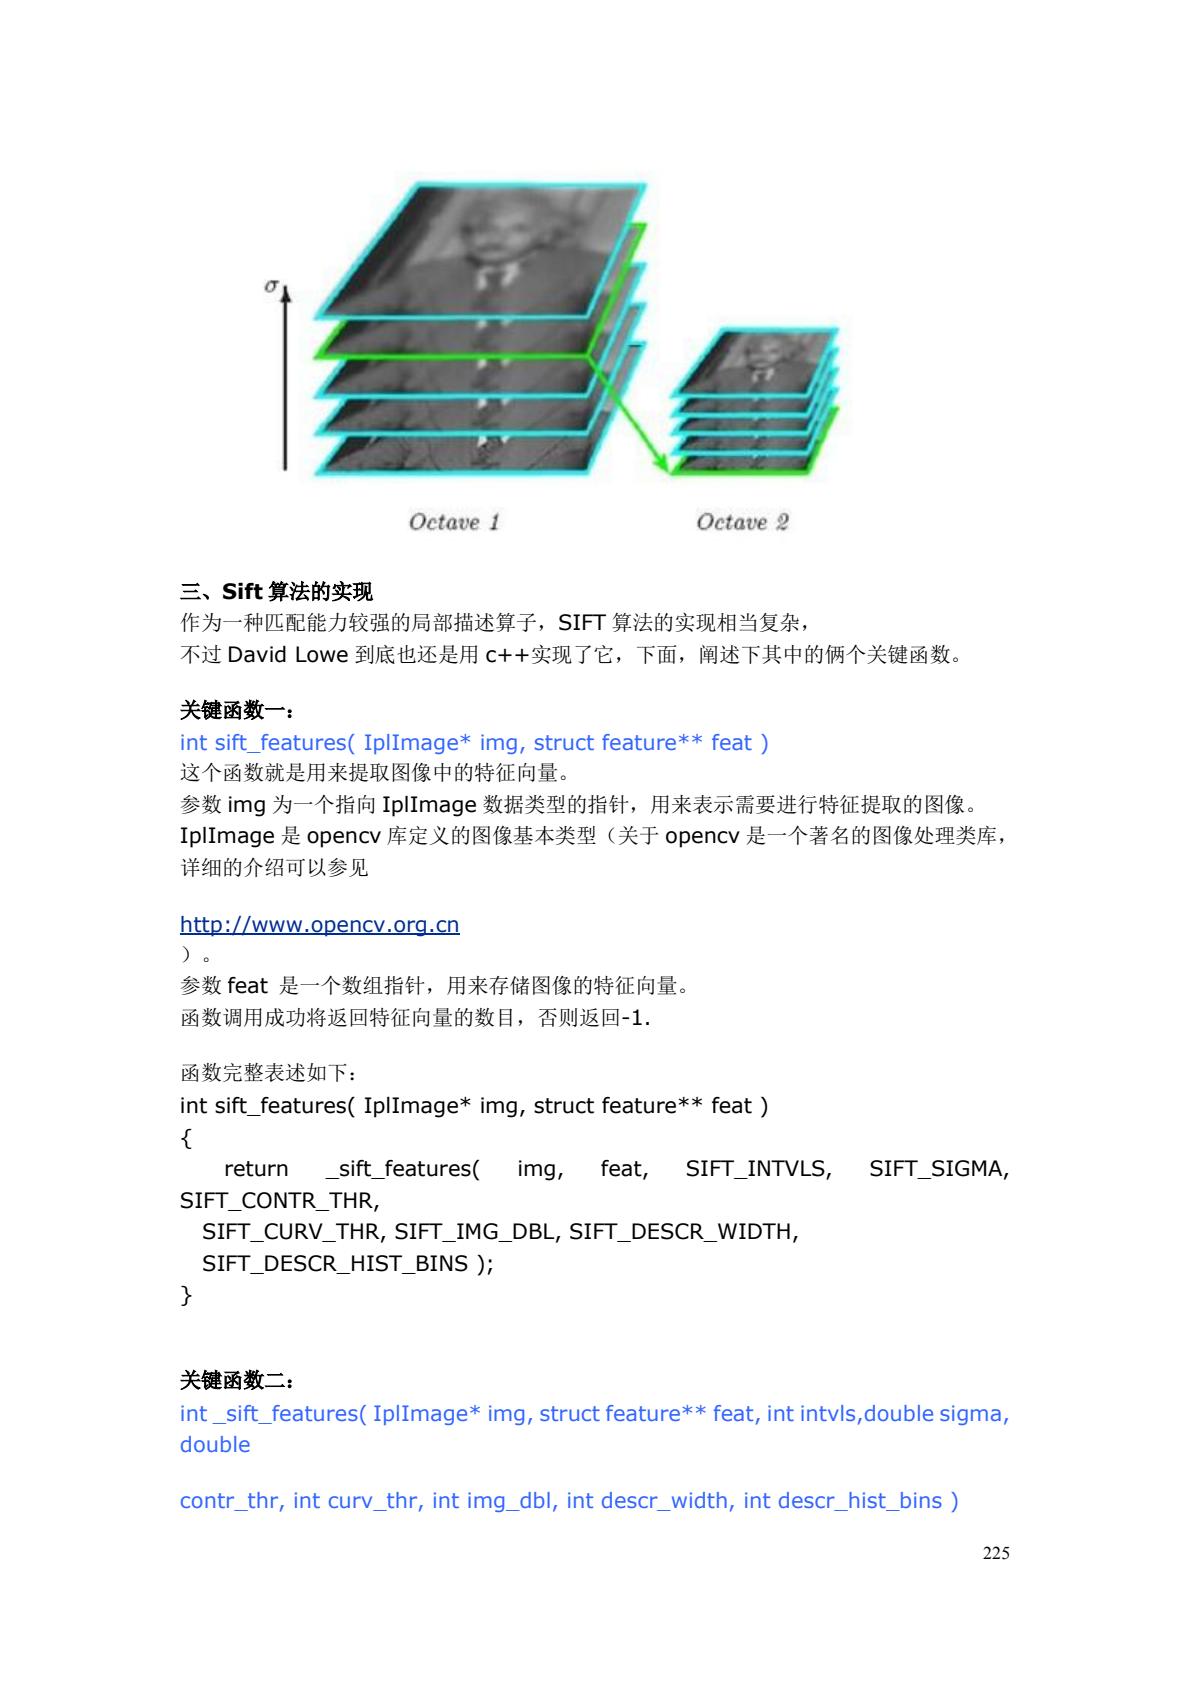 σ
Octave 1
Octave 2
三、Sift 算法的实现
作为一种匹配能力较强的局部描述算子，SIFT 算法的实现相当复杂，
不过 David Lowe 到底也还是用 c++实现了它，下面，阐述下其中的俩个关键函数。
关键函数一：
int sift_features( IplImage* img, struct feature** feat )
这个函数就是用来提取图像中的特征向量。
参数 img 为一个指向 IplImage 数据类型的指针，用来表示需要进行特征提取的图像。
IplImage 是 opencv 库定义的图像基本类型（关于 opencv 是一个著名的图像处理类库，
详细的介绍可以参见
http://www.opencv.org.cn
）。
参数 feat 是一个数组指针，用来存储图像的特征向量。
函数调用成功将返回特征向量的数目，否则返回-1.
函数完整表述如下：
int sift_features( IplImage* img, struct feature** feat )
{
return _sift_features( img, feat, SIFT_INTVLS, SIFT_SIGMA,
SIFT_CONTR_THR,
SIFT_CURV_THR, SIFT_IMG_DBL, SIFT_DESCR_WIDTH,
SIFT_DESCR_HIST_BINS );
}
关键函数二：
int _sift_features( IplImage* img, struct feature** feat, int intvls,double sigma,
double
contr_thr, int curv_thr, int img_dbl, int descr_width, int descr_hist_bins )
225